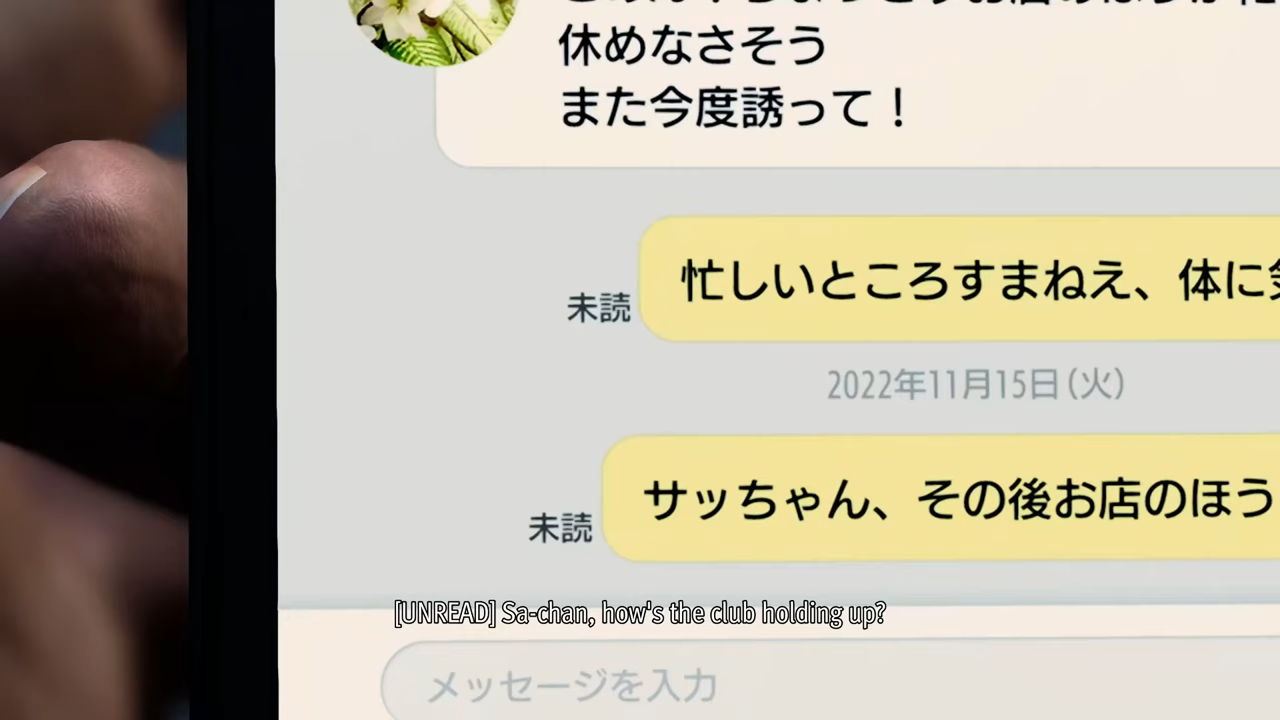 休めなさそう
また今度誘って！
忙しいところすまねえ、体に
未読
2022年11月15日(火)
サッちゃん、その後お店のほう
未読
[UNREAD] Sa-chan, how's the club holding up?
メッセージを入力